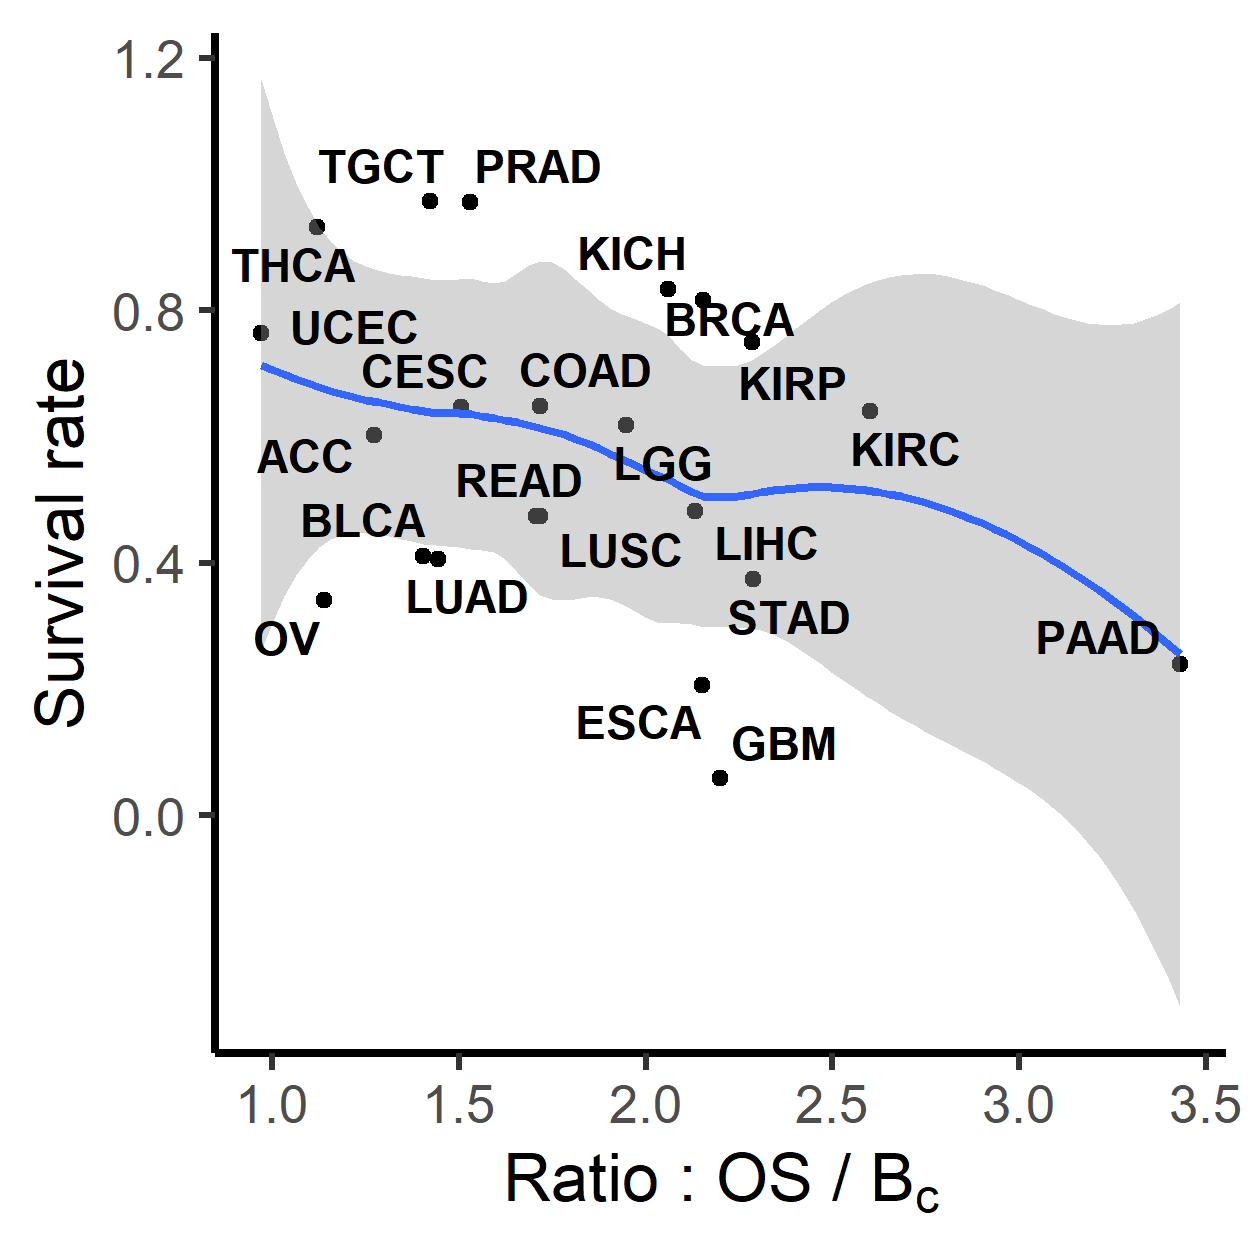 1.2
0.8
0.4
0.0
Survival rate
TGCT
PRAD
KICH
THCA
BRCA
UCEC
CESC
COAD
KIRP
ACC
READ
LGG
KIRC
BLCA
LUSC
LIHC
LUAD
STAD
OV
PAAD
ESCA
GBM
1.0 1.5 2.0 2.5 3.0 3.5
Ratio : OS / Bc